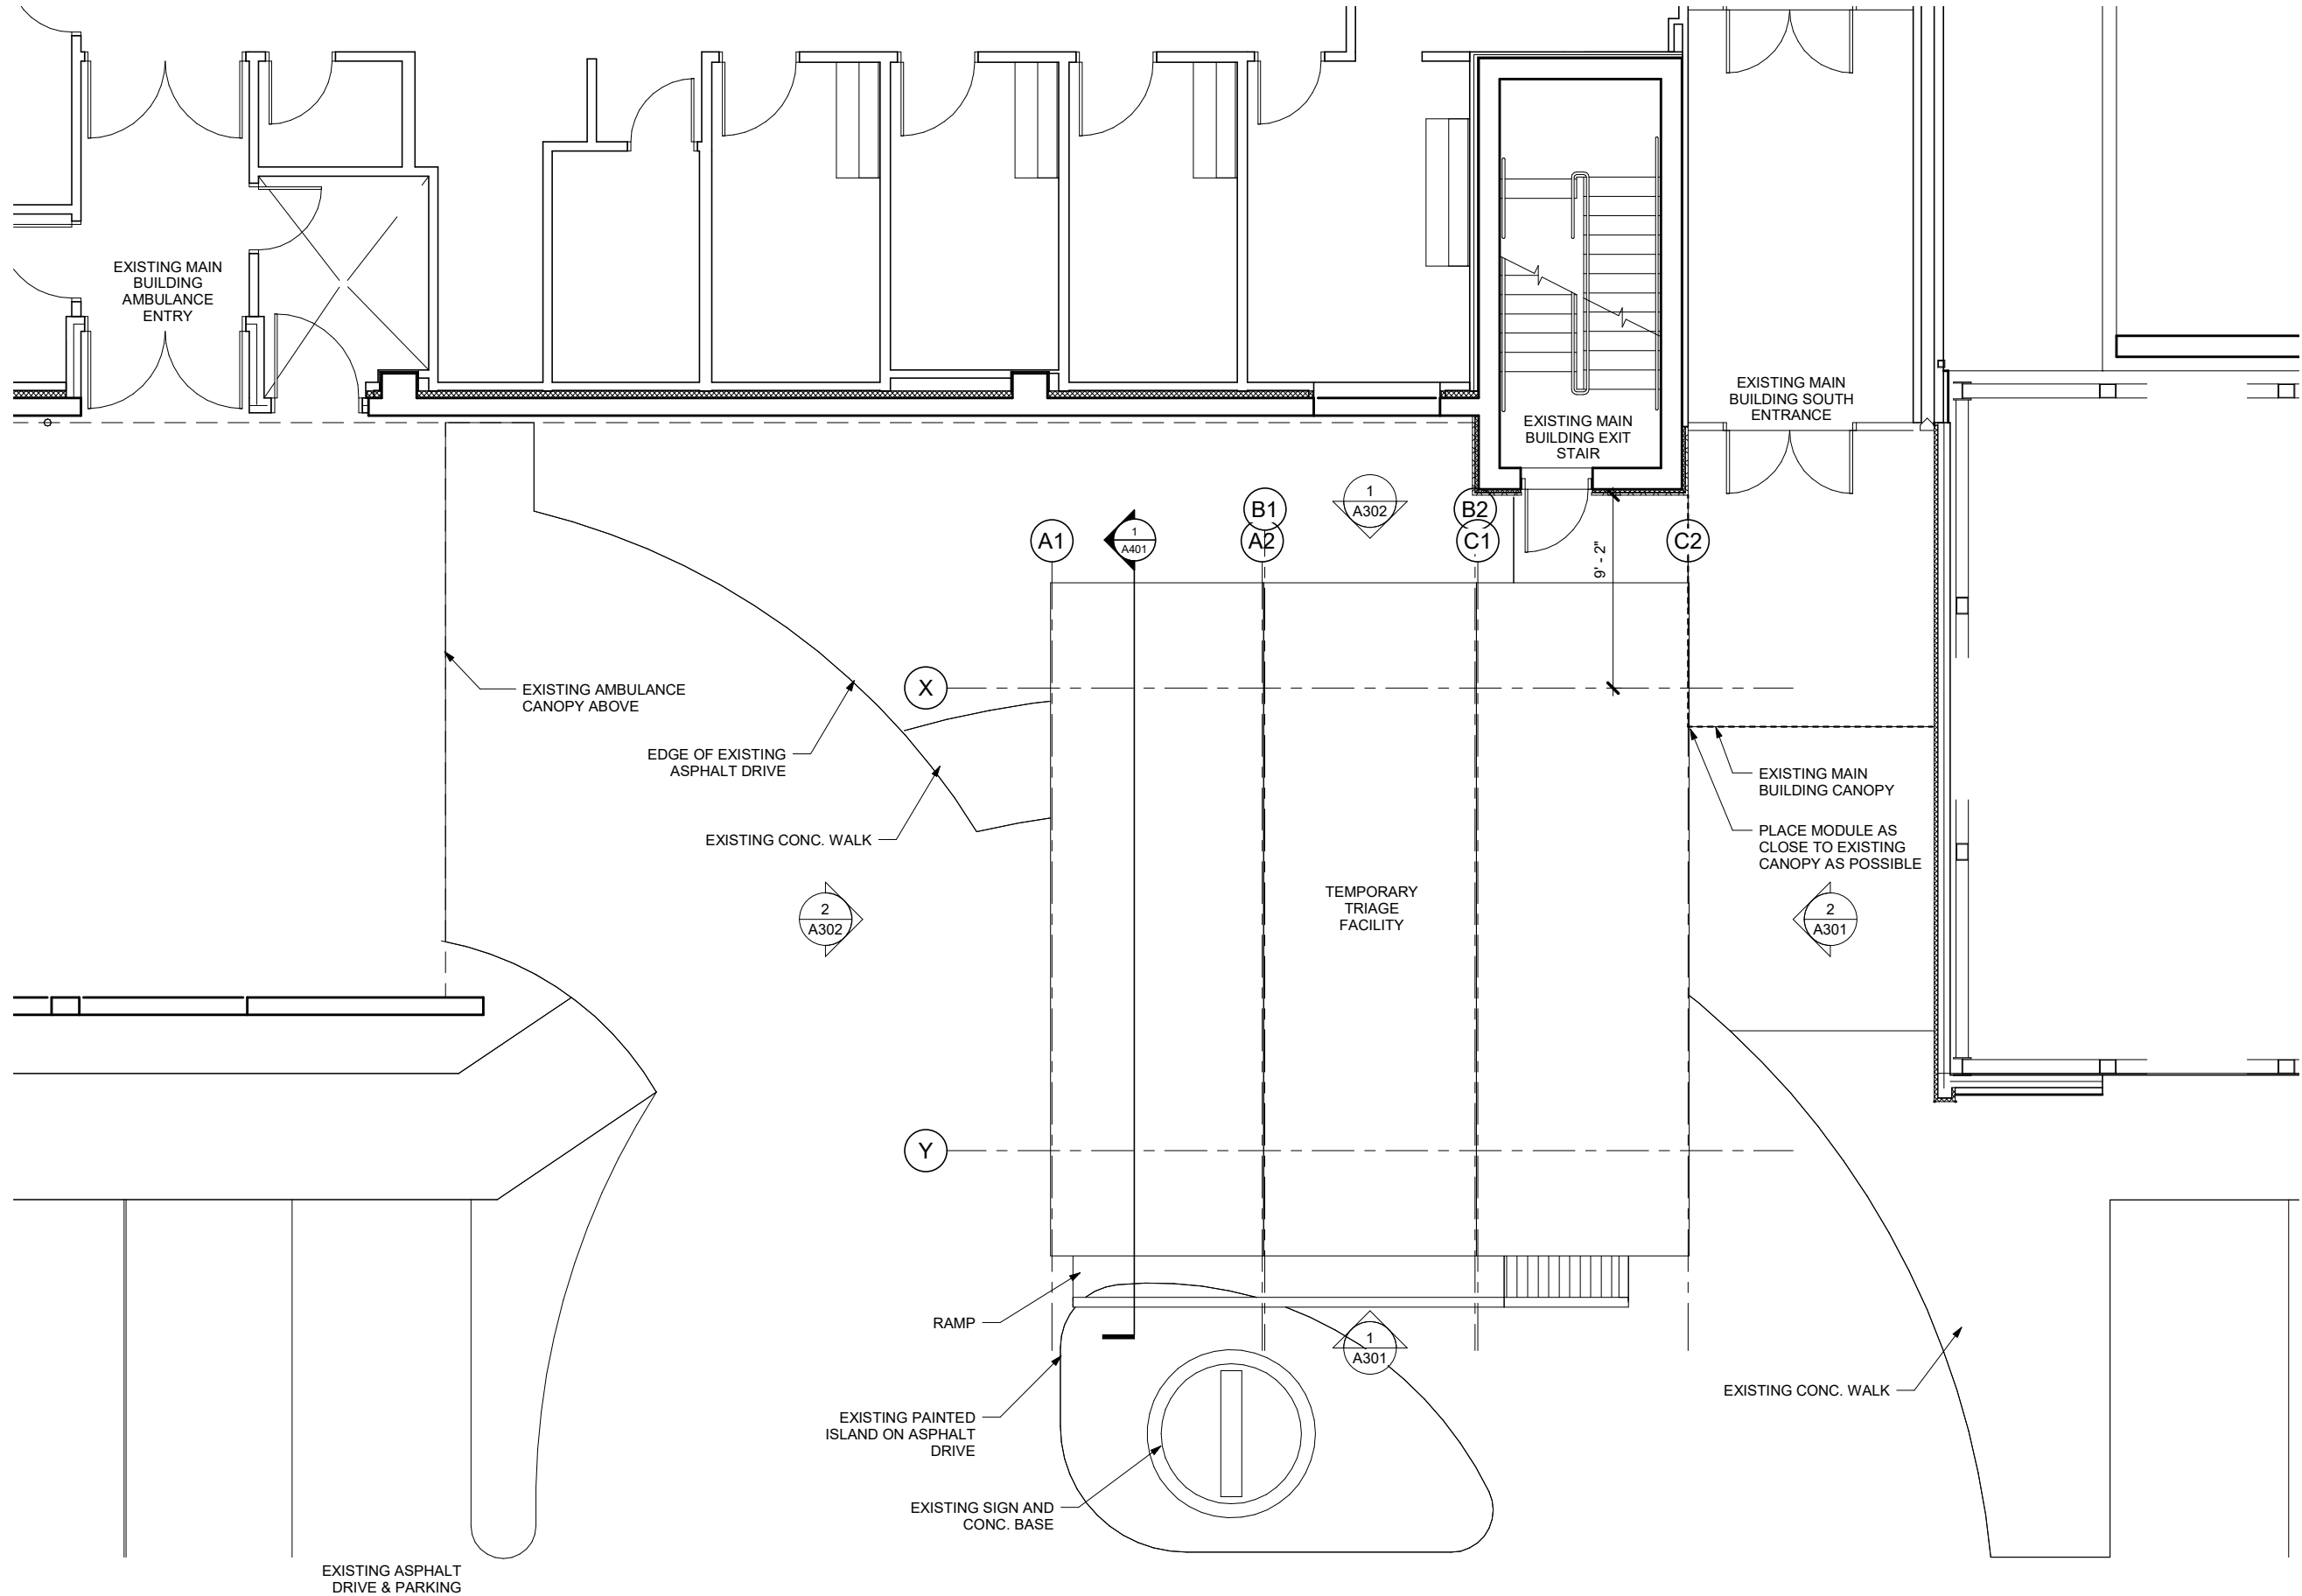 EXISTING MAIN
BUILDING
AMBULANCE
ENTRY
EXISTING MAIN
BUILDING EXIT
STAIR
EXISTING MAIN
BUILDING SOUTH
ENTRANCE
1
A302
B1
B2
A1
1
A401
A2
C1
C2
9' - 2"
X
EXISTING AMBULANCE
CANOPY ABOVE
EDGE OF EXISTING
ASPHALT DRIVE
EXISTING CONC. WALK
EXISTING MAIN
BUILDING CANOPY
PLACE MODULE AS
CLOSE TO EXISTING
CANOPY AS POSSIBLE
TEMPORARY
TRIAGE
FACILITY
2
A302
2
A301
Y
RAMP
1
A301
EXISTING PAINTED
ISLAND ON ASPHALT
DRIVE
EXISTING CONC. WALK
EXISTING SIGN AND
CONC. BASE
EXISTING ASPHALT
DRIVE & PARKING